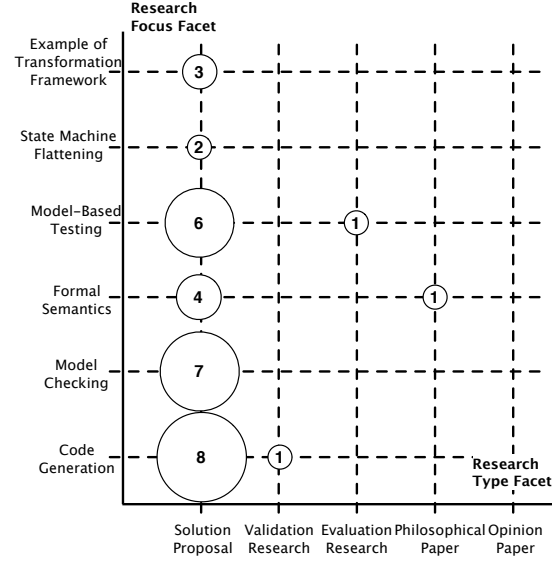 Research
Focus Facet
Example of
Transformation
Framework
3
State Machine
Flattening
2
Model-Based
Testing
6
1
Formal
Semantics
4
1
Model
Checking
7
Code
Generation
8
1
Research
Type Facet
Solution
Proposal
Validation
Research
Evaluation
Research
Philosophical
Paper
Opinion
Paper